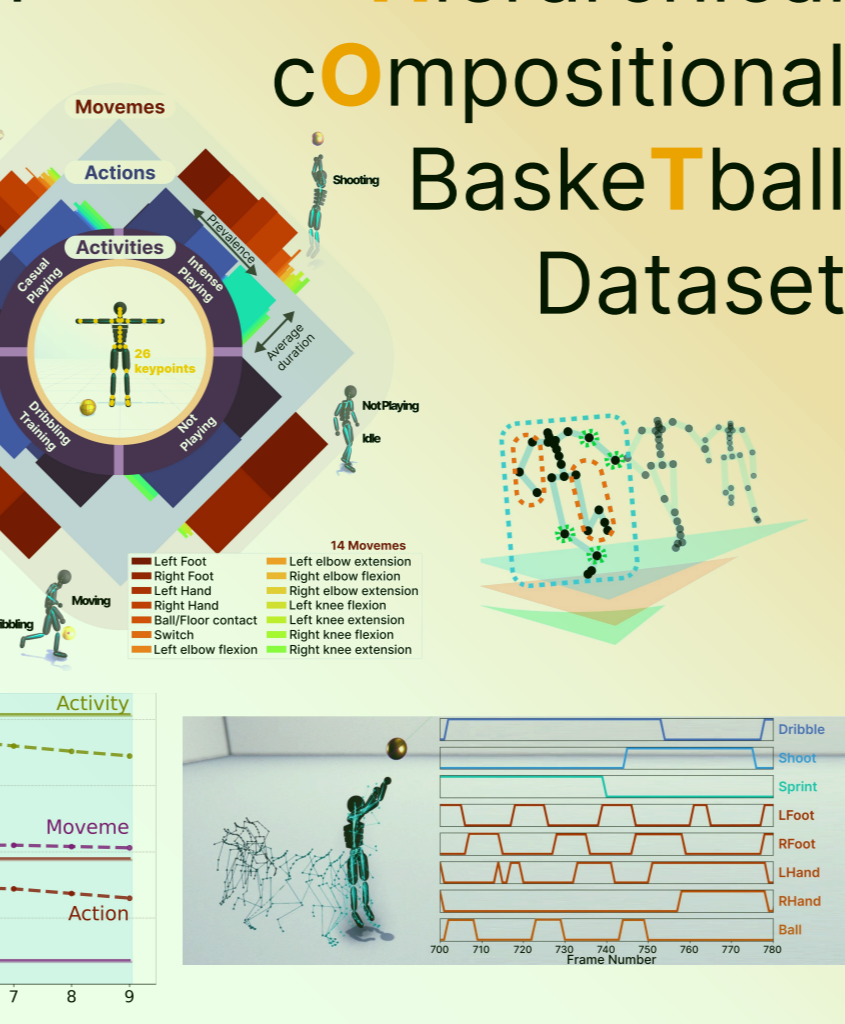 cOmpositional
BaskeTball
Dataset
Movemes
Actions
Activities
Casual
Playing
Intense
Playing
Prevalence
Average
duration
26
keypoints
Dribbling
Training
Not
Playing
Shooting
Not Playing
Idle
Moving
14 Movemes
Left Foot
Right Foot
Left Hand
Right Hand
Ball/Floor contact
Switch
Left elbow flexion
Left elbow extension
Right elbow flexion
Right elbow extension
Left knee flexion
Left knee extension
Right knee flexion
Right knee extension
Activity
Moveme
Action
7 8 9
Dribble
Shoot
Sprint
LFoot
RFoot
LHand
RHand
Ball
700 710 720 730 740 750 760 770 780
Frame Number